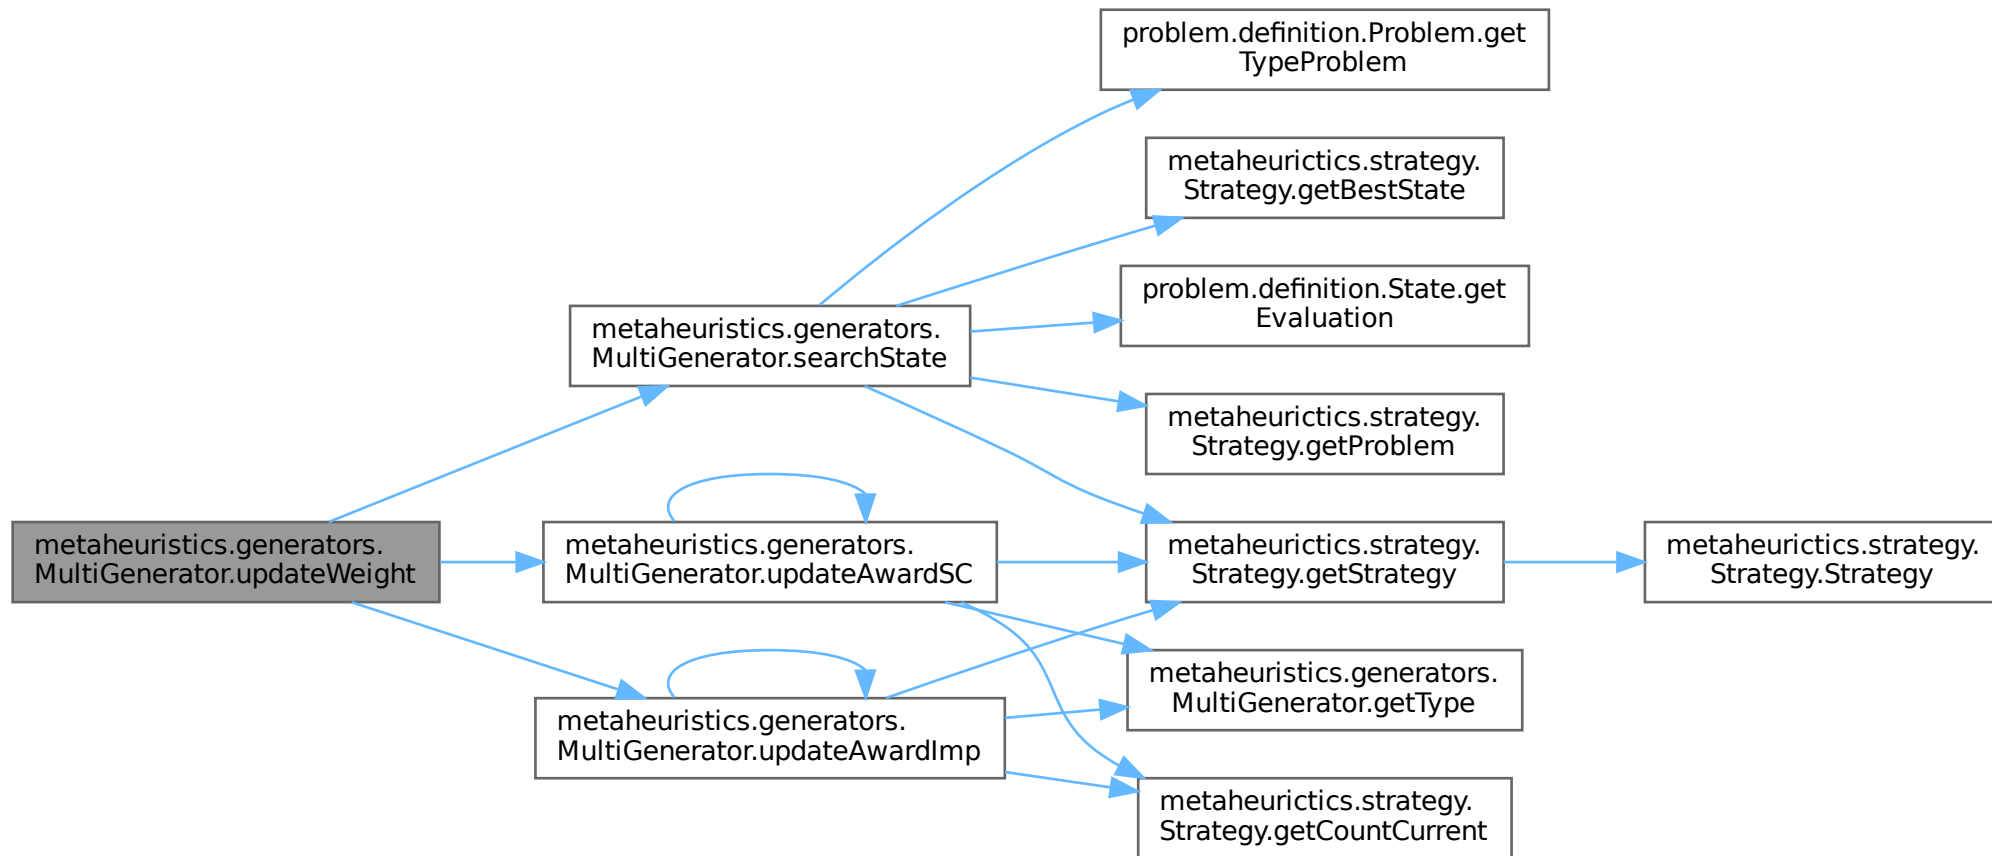 problem.definition.Problem.get
TypeProblem
metaheurictics.strategy.
Strategy.getBestState
problem.definition.State.get
Evaluation
metaheuristics.generators.
MultiGenerator.searchState
metaheurictics.strategy.
Strategy.getProblem
metaheuristics.generators.
MultiGenerator.updateWeight
metaheuristics.generators.
MultiGenerator.updateAwardSC
metaheurictics.strategy.
Strategy.getStrategy
metaheurictics.strategy.
Strategy.Strategy
metaheuristics.generators.
MultiGenerator.getType
metaheuristics.generators.
MultiGenerator.updateAwardImp
metaheurictics.strategy.
Strategy.getCountCurrent